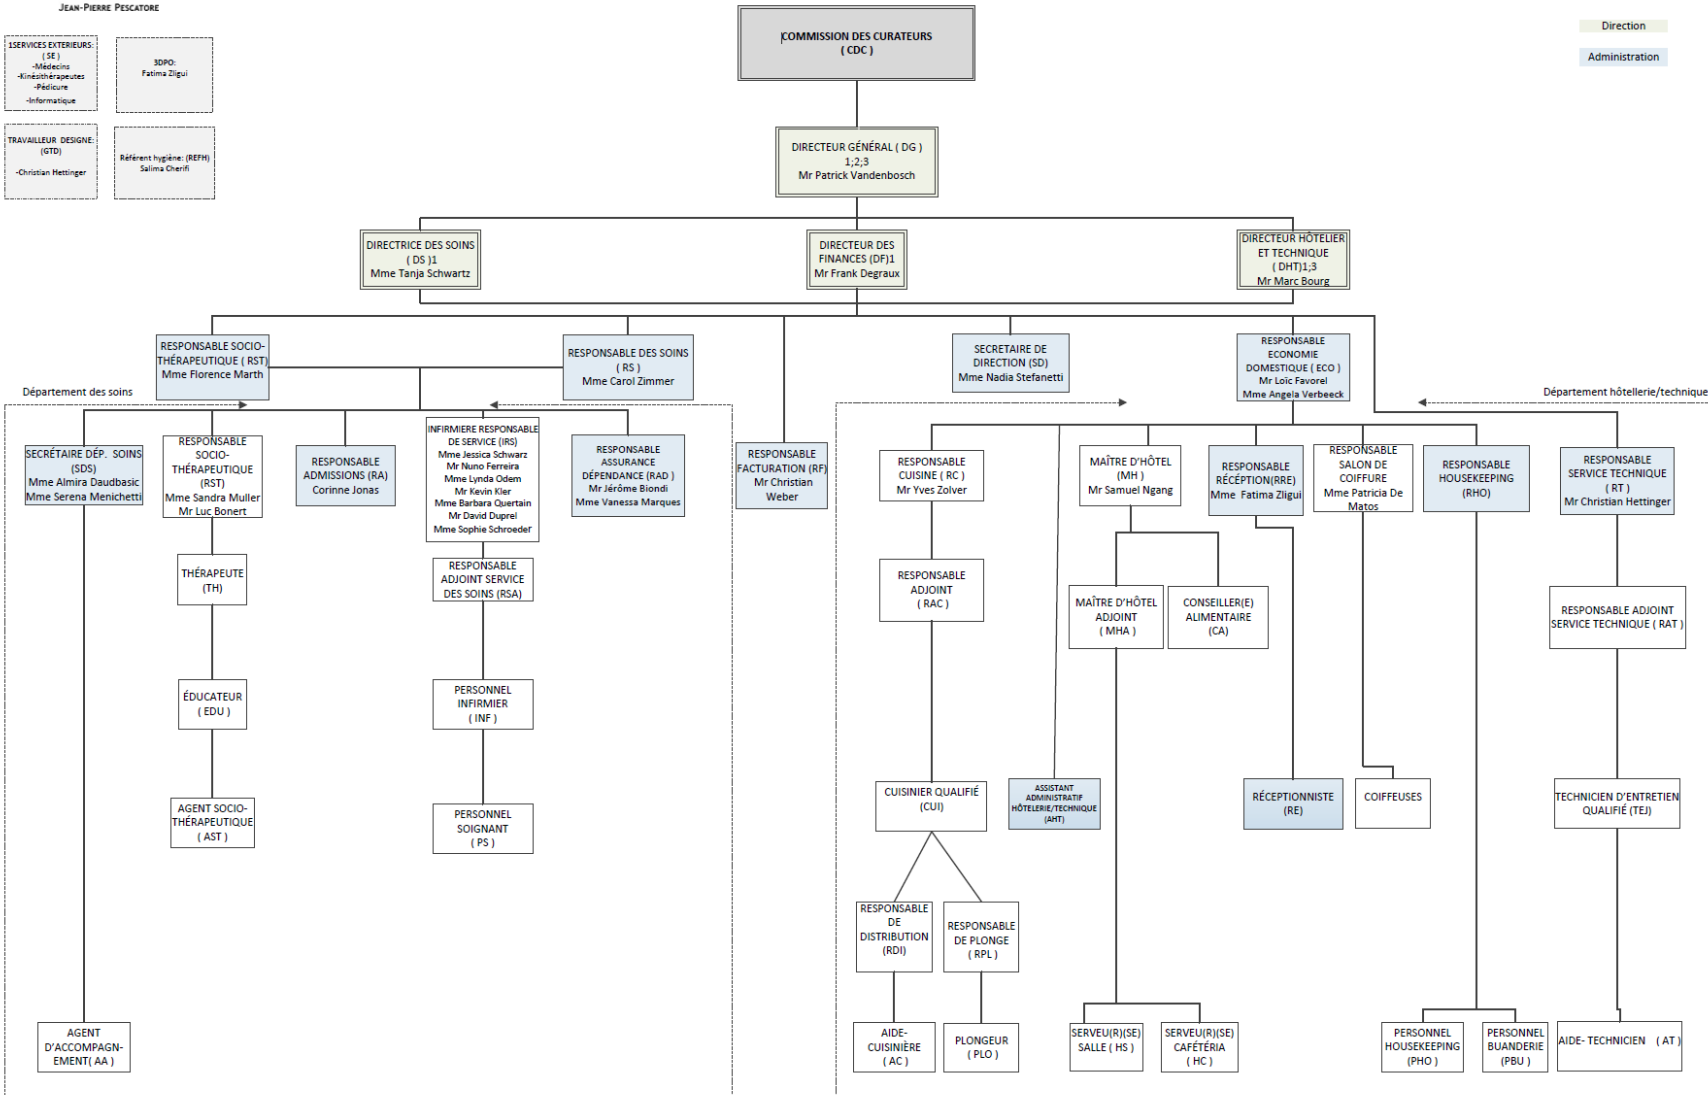 JEAN-PIERRE PESCATORE
1SERVICES EXTERIEURS:
( SE )
-Médecins
-Kinésithérapeutes
-Pédicure
-Informatique
3DPO:
Fatima Zligui
TRAVAILLEUR DESIGNE:
(GTD)
-Christian Hettinger
Référent hygiène: (REFH)
Salima Cherifi
COMMISSION DES CURATEURS
( CDC )
Direction
Administration
DIRECTEUR GÉNÉRAL ( DG )
1;2;3
Mr Patrick Vandenbosch
DIRECTRICE DES SOINS
( DS )1
Mme Tanja Schwartz
DIRECTEUR DES
FINANCES (DF)1
Mr Frank Degraux
DIRECTEUR HÔTELIER
ET TECHNIQUE
( DHT)1;3
Mr Marc Bourg
RESPONSABLE SOCIO-
THÉRAPEUTIQUE ( RST)
Mme Florence Marth
RESPONSABLE DES SOINS
( RS )
Mme Carol Zimmer
SECRETAIRE DE
DIRECTION (SD)
Mme Nadia Stefanetti
RESPONSABLE
ECONOMIE
DOMESTIQUE ( ECO )
Mr Loïc Favorel
Mme Angela Verbeeck
Département des soins
Département hôtellerie/technique
SECRÉTAIRE DÉP. SOINS
(SDS)
Mme Almira Daudbasic
Mme Serena Menichetti
RESPONSABLE
SOCIO-
THÉRAPEUTIQUE
(RST)
Mme Sandra Muller
Mr Luc Bonert
RESPONSABLE
ADMISSIONS (RA)
Corinne Jonas
INFIRMIERE RESPONSABLE
DE SERVICE (IRS)
Mme Jessica Schwarz
Mr Nuno Ferreira
Mme Lynda Odem
Mr Kevin Kler
Mme Barbara Quertain
Mr David Duprel
Mme Sophie Schroeder
RESPONSABLE
ASSURANCE
DÉPENDANCE (RAD )
Mr Jérôme Biondi
Mme Vanessa Marques
RESPONSABLE
FACTURATION (RF)
Mr Christian
Weber
RESPONSABLE
CUISINE ( RC )
Mr Yves Zolver
MAÎTRE D'HÔTEL
(MH )
Mr Samuel Ngang
RESPONSABLE
RÉCÉPTION(RRE)
Mme Fatima Zligui
RESPONSABLE
SALON DE
COIFFURE
Mme Patricia De
Matos
RESPONSABLE
HOUSEKEEPING
(RHO)
RESPONSABLE
SERVICE TECHNIQUE
( RT )
Mr Christian Hettinger
THÉRAPEUTE
(TH)
RESPONSABLE
ADJOINT SERVICE
DES SOINS (RSA)
RESPONSABLE
ADJOINT
( RAC )
MAÎTRE D'HÔTEL
ADJOINT
( MHA )
CONSEILLER(E)
ALIMENTAIRE
(CA)
RESPONSABLE ADJOINT
SERVICE TECHNIQUE ( RAT )
ÉDUCATEUR
( EDU )
PERSONNEL
INFIRMIER
( INF )
AGENT SOCIO-
THÉRAPEUTIQUE
( AST )
PERSONNEL
SOIGNANT
( PS )
CUISINIER QUALIFIÉ
(CUI)
ASSISTANT
ADMINISTRATIF
HÔTELERIE/TECHNIQUE
(AHT)
RÉCEPTIONNISTE
(RE)
COIFFEUSES
TECHNICIEN D'ENTRETIEN
QUALIFIÉ (TEJ)
RESPONSABLE
DE
DISTRIBUTION
(RDI)
RESPONSABLE
DE PLONGE
( RPL )
AGENT
D'ACCOMPAGN-
EMENT( AA )
AIDE-
CUISINIÈRE
( AC )
PLONGEUR
( PLO )
SERVEU(R)(SE)
SALLE ( HS )
SERVEU(R)(SE)
CAFÉTÉRIA
( HC )
PERSONNEL
HOUSEKEEPING
(PHO )
PERSONNEL
BUANDERIE
(PBU )
AIDE- TECHNICIEN ( AT )